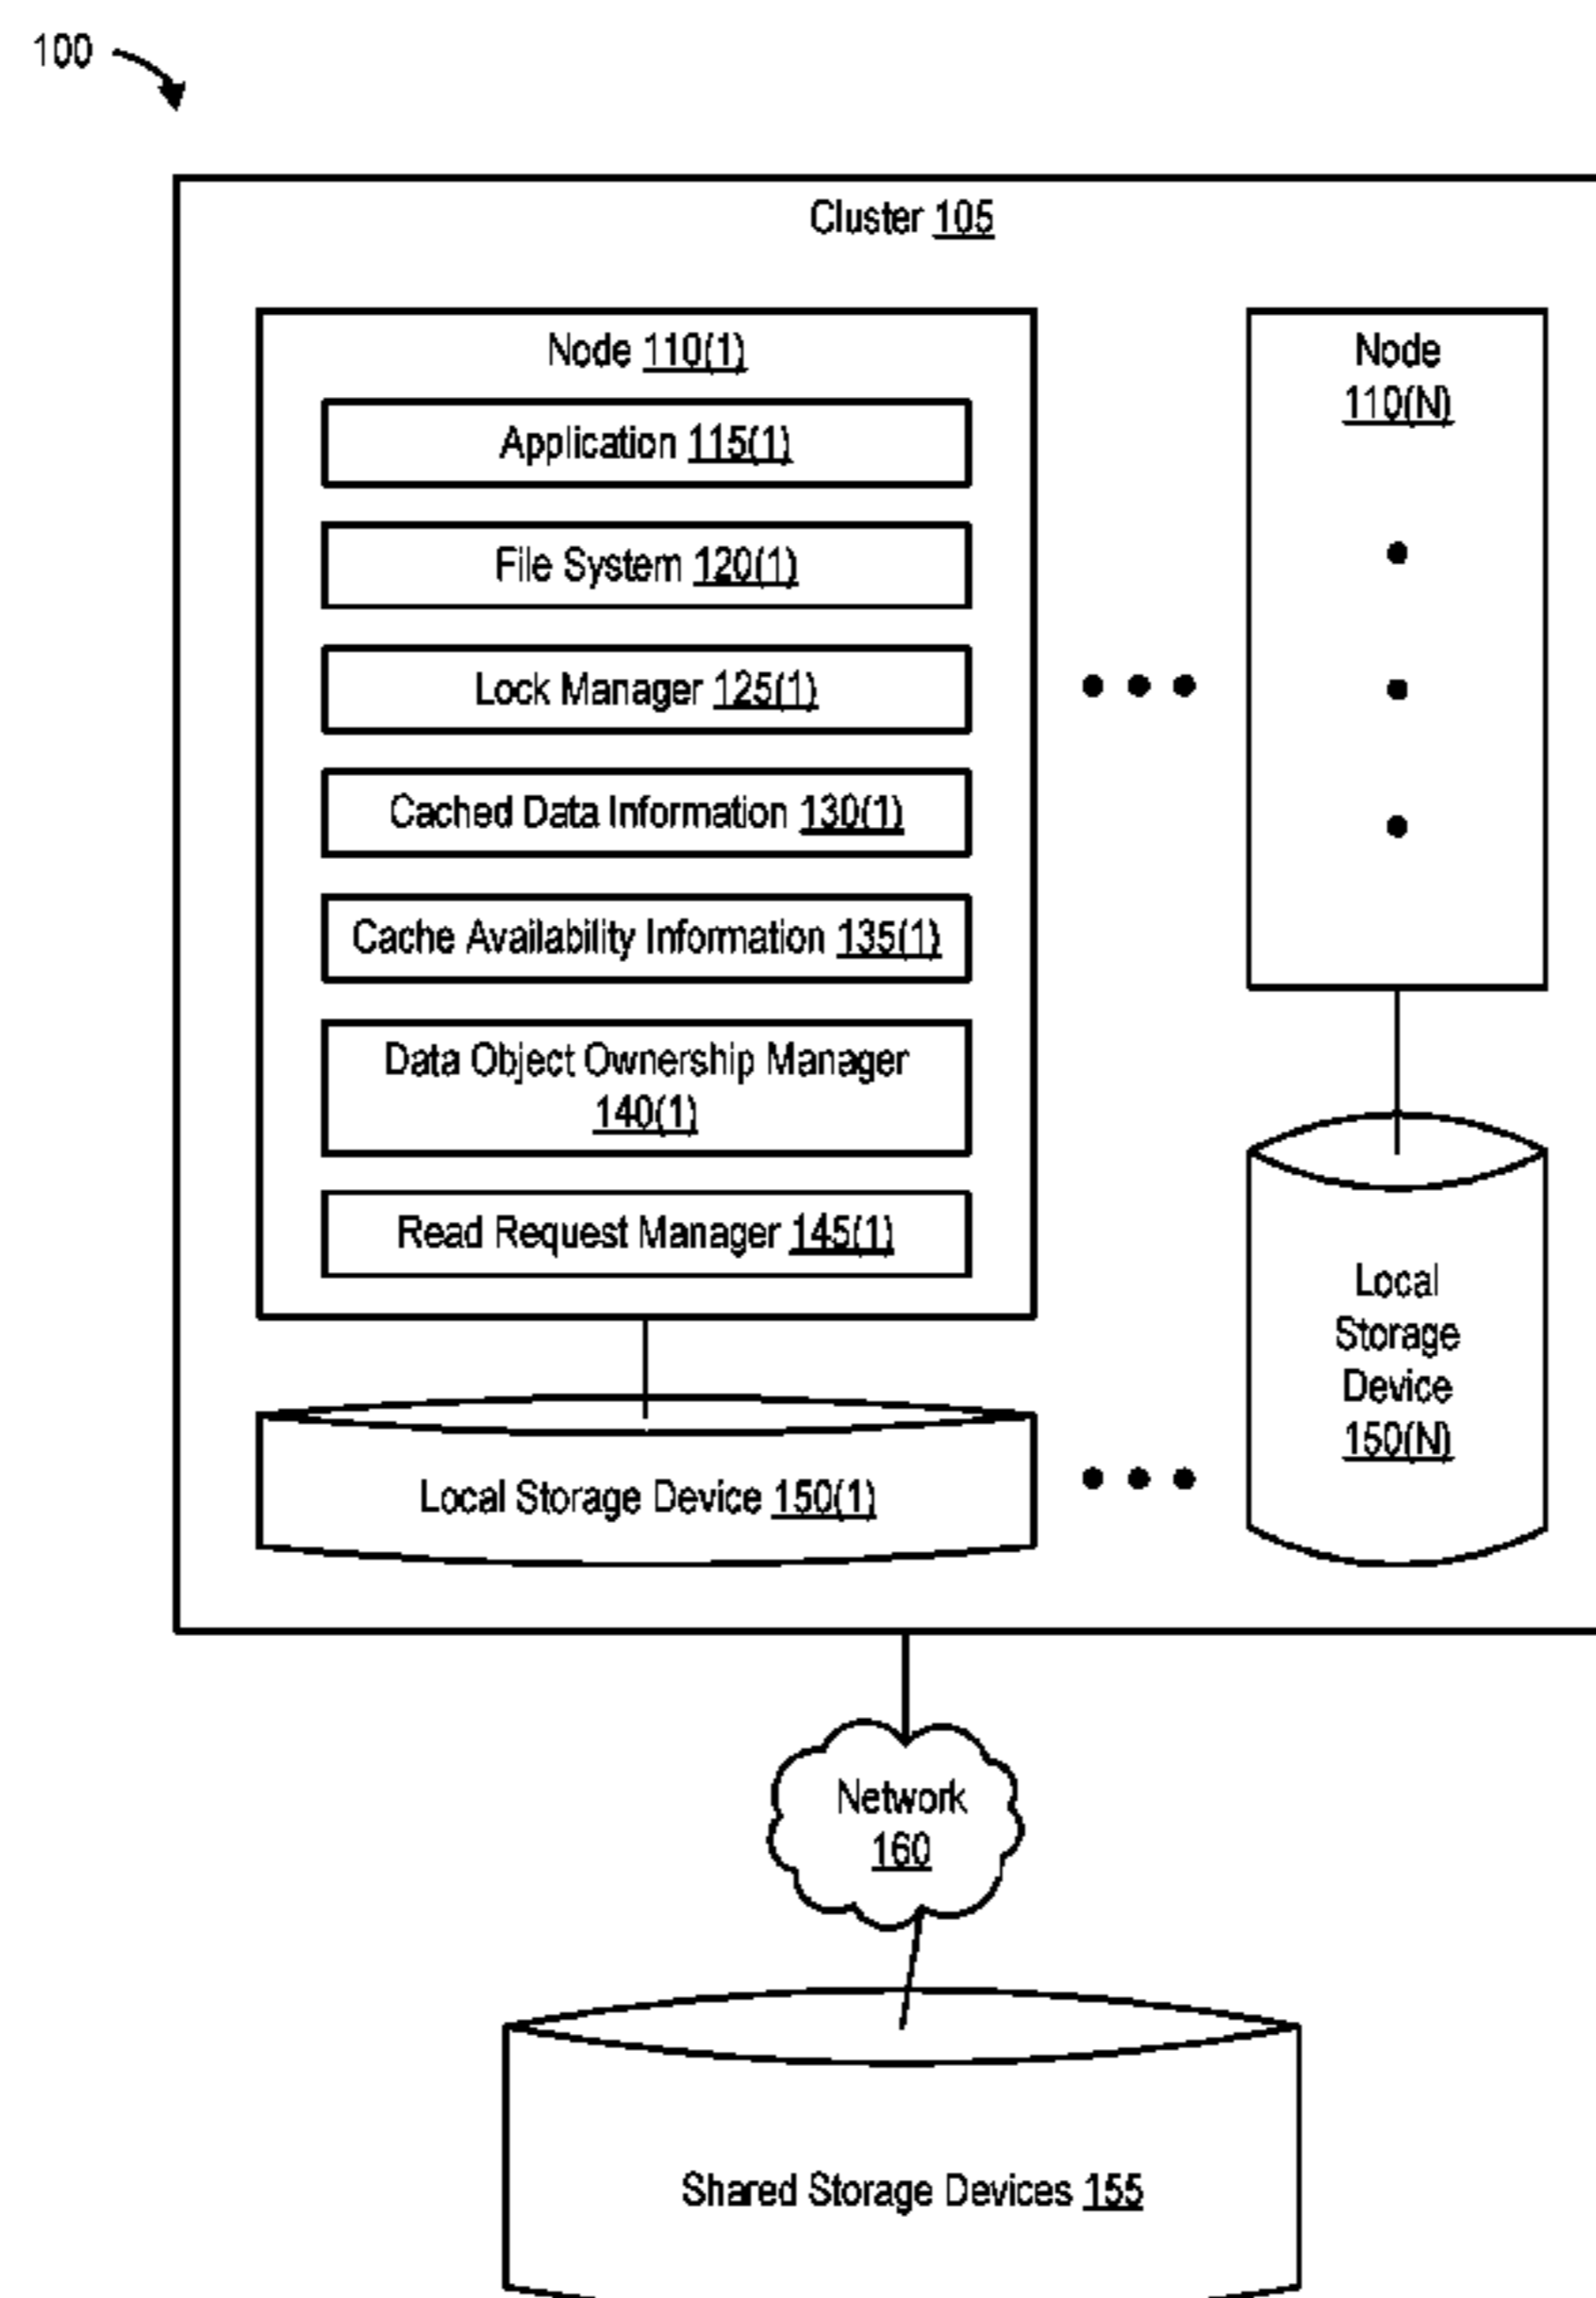 100
Cluster 105
Node 110(1)
Application 115(1)
File System 120(1)
Lock Manager 125(1)
Cached Data Information 130(1)
Cache Availability Information 135(1)
Data Object Ownership Manager
140(1)
Read Request Manager 145(1)
Node
110(N)
Local Storage Device 150(1)
Local
Storage
Device
150(N)
Network
160
Shared Storage Devices 155